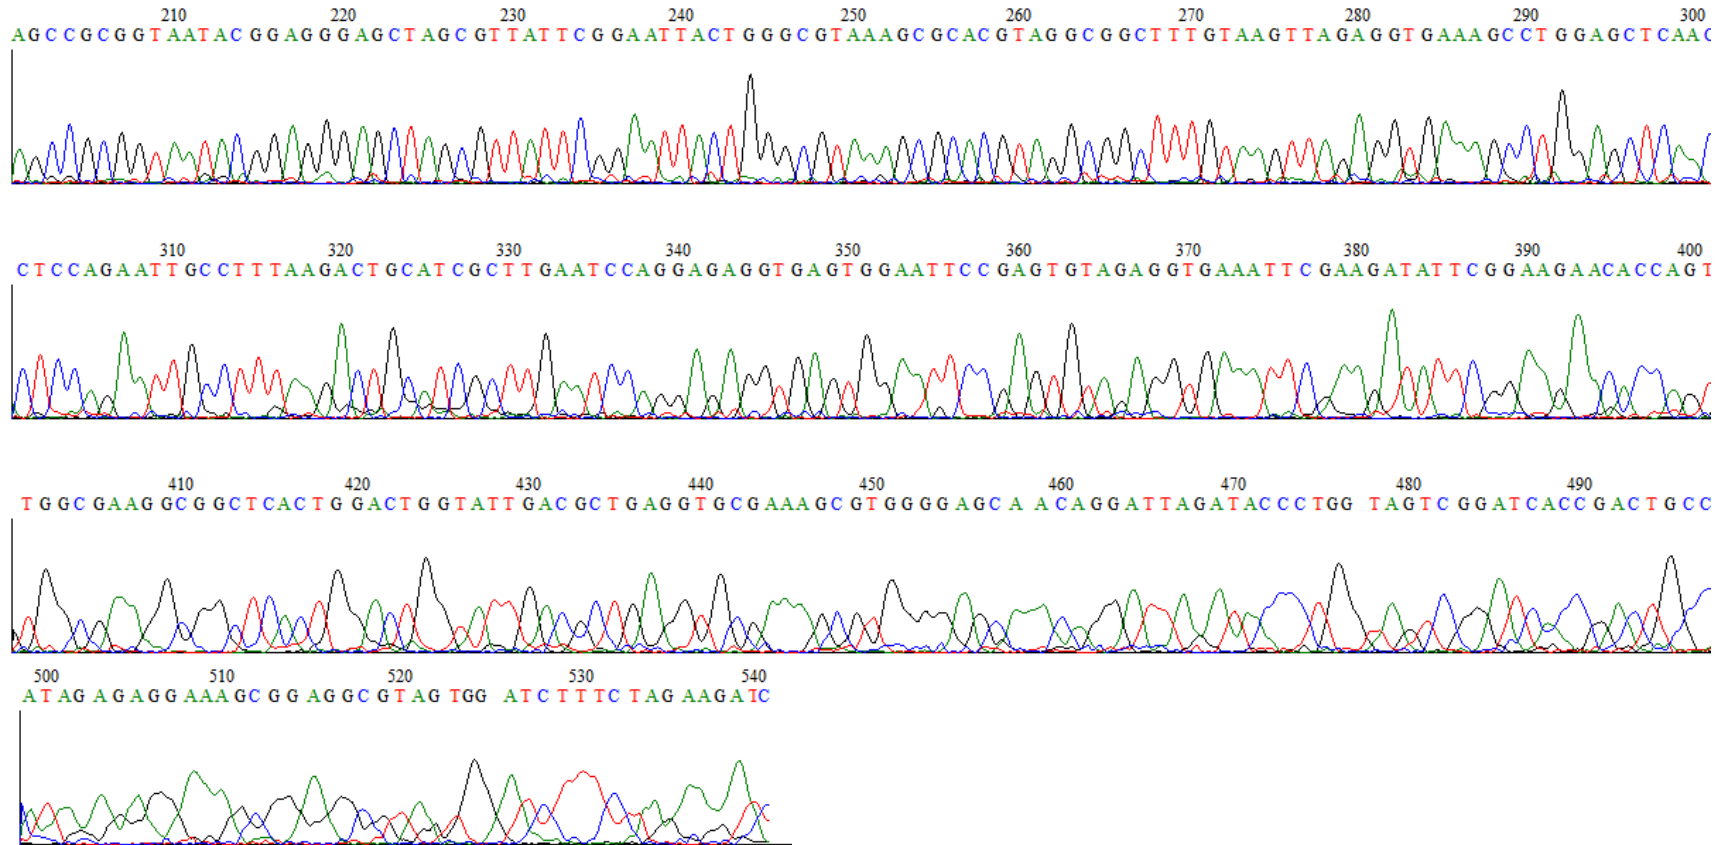 210 220 230 240 250 260 270 280 290 300
AGCCGCGGTAATACGGAGGGAGCTAGCGTTATTCGGAATTACTGGGCGTAAAGCGCACGTAGGCGGCTTTGTAAGTTAGAGGTGAAAGCCTGGAGCTCAAC
310 320 330 340 350 360 370 380 390 400
CTCCAGAATTGCCTTTAAGACTGCATCGCTTGAATCCAGGAGAGGTGAGTGGAATTCCGAGTGTAGAGGTGAAATTCGAAGATATTCGGAAGAACACCAGT
410 420 430 440 450 460 470 480 490
TGGCGAAGGCGGCTCACTGGACTGGTATTGACGCTGAGGTGCGAAAGCGTGGGGAGCA ACAGGATTAGATACCCTGG TAGTCGGATCACCGACTGCC
500 510 520 530 540
ATAGAGAGGAAAGCGGAGGCGTAGTGG ATCTTTCTAGAAGATC